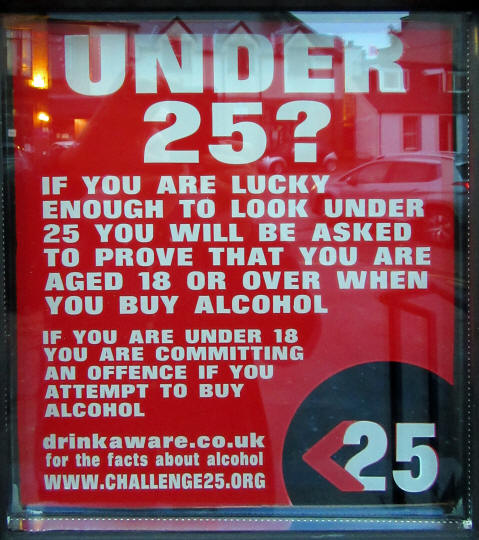 UNDER
25?
IF YOU ARE LUCKY
ENOUGH TO LOOK UNDER
25 YOU WILL BE ASKED
TO PROVE THAT YOU ARE
AGED 18 OR OVER WHEN
YOU BUY ALCOHOL
IF YOU ARE UNDER 18
YOU ARE COMMITTING
AN OFFENCE IF YOU
ATTEMPT TO BUY
ALCOHOL
drinkaware.co.uk
for the facts about alcohol
WWW.CHALLENGE25.ORG
<25